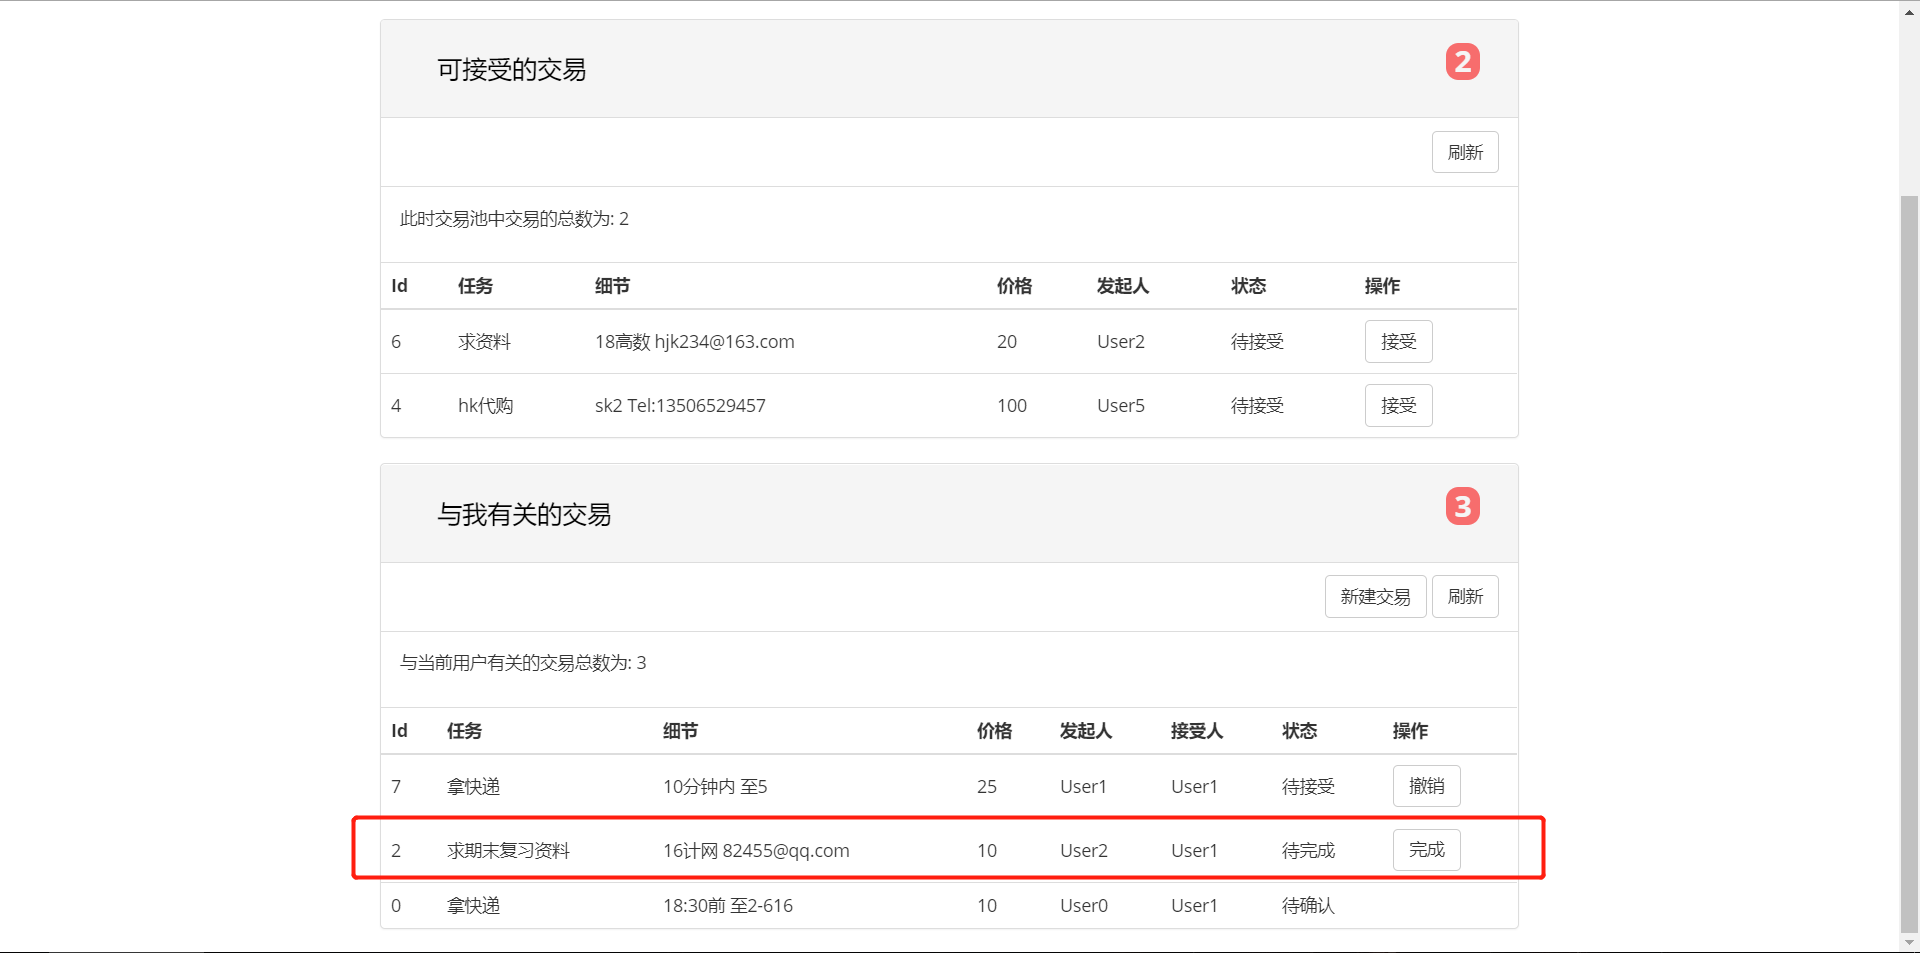 可接受的交易 2
刷新
此时交易池中交易的总数为: 2
Id 任务 细节 价格 发起人 状态 操作
6 求资料 18高数 hjk234@163.com 20 User2 待接受 接受
4 hk代购 sk2 Tel:13506529457 100 User5 待接受 接受
与我有关的交易 3
新建交易 刷新
与当前用户有关的交易总数为: 3
Id 任务 细节 价格 发起人 接受人 状态 操作
7 拿快递 10分钟内 至5 25 User1 User1 待接受 撤销
2 求期末复习资料 16计网 82455@qq.com 10 User2 User1 待完成 完成
0 拿快递 18:30前 至2-616 10 User0 User1 待确认